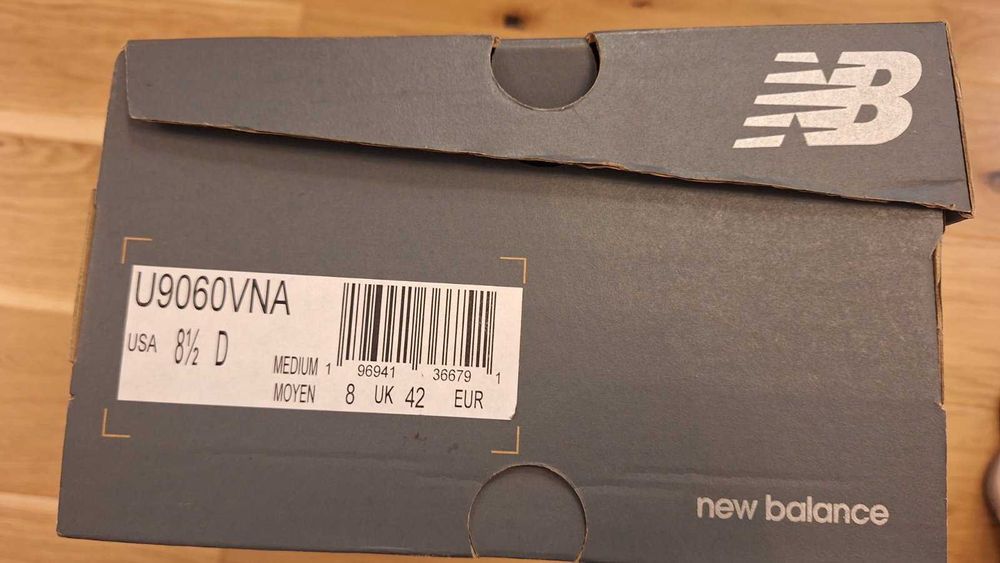 NB
U9060VNA
USA 8½ D
MEDIUM 1 96941 36679 1
MOYEN 8 UK 42 EUR
new balance